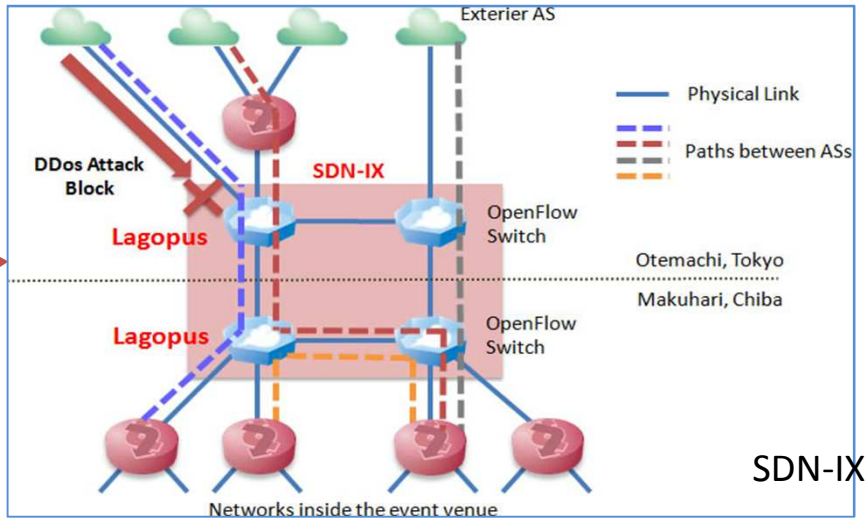 Exterier AS
Physical Link
Paths between ASs
DDos Attack
Block
SDN-IX
Lagopus
OpenFlow
Switch
Otemachi, Tokyo
Makuhari, Chiba
Lagopus
OpenFlow
Switch
SDN-IX
Networks inside the event venue